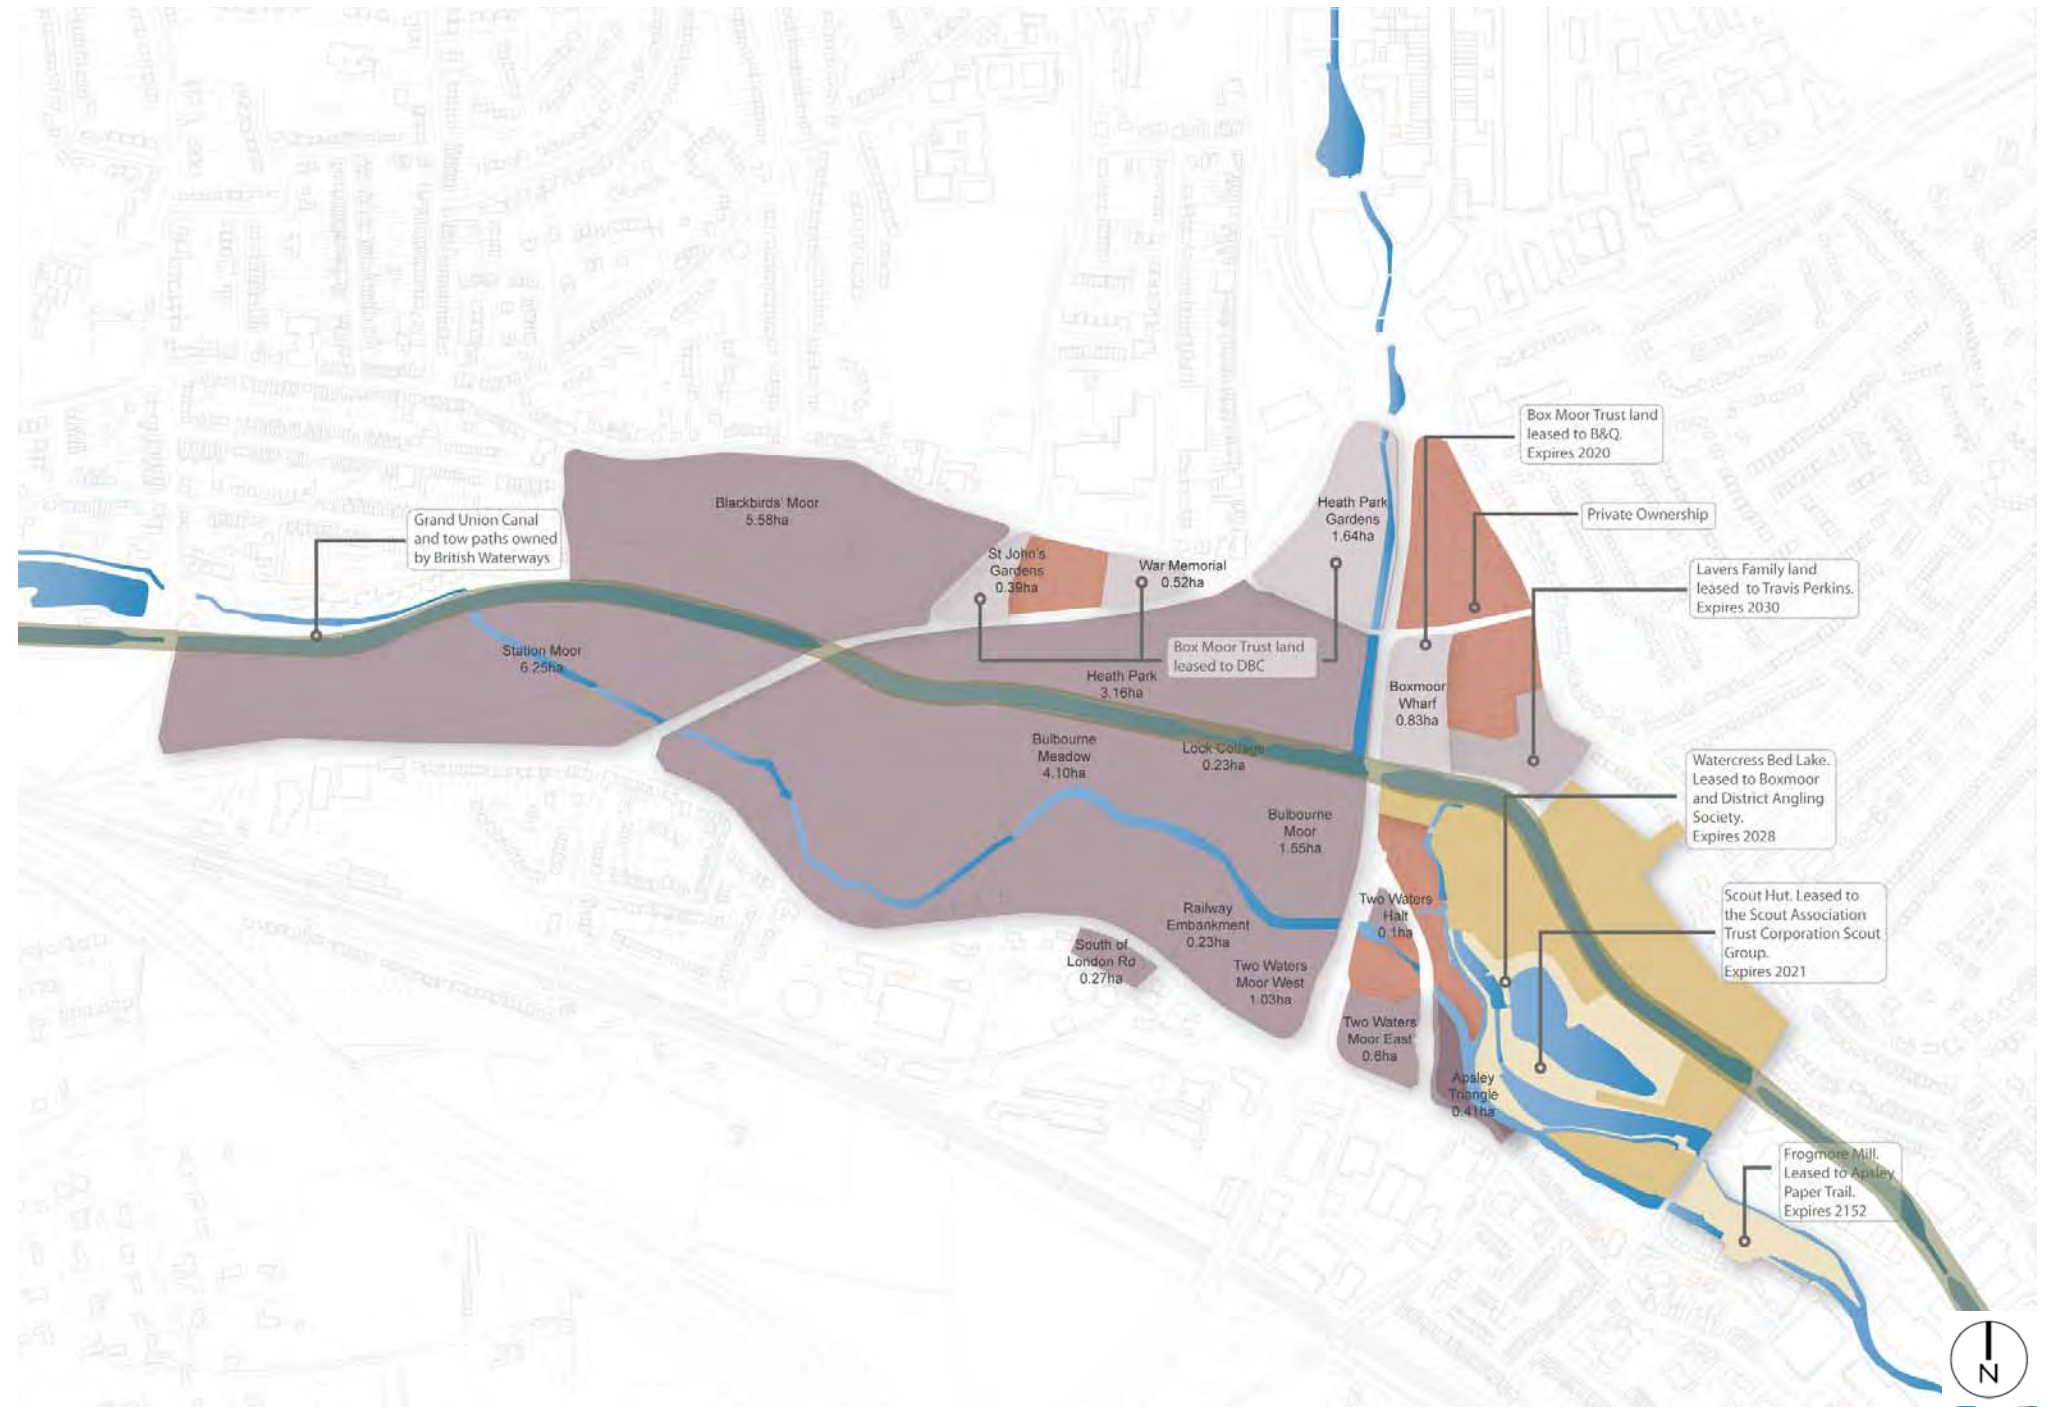 Box Moor Trust land
leased to B&Q.
Expires 2020
Blackbirds' Moor
5.58ha
Heath Park
Gardens
1.64ha
Private Ownership
Grand Union Canal
and tow paths owned
by British Waterways
St John's
Gardens
0.39ha
War Memorial
0.52ha
Lavers Family land
leased to Travis Perkins.
Expires 2030
Station Moor
6.25ha
Box Moor Trust land
leased to DBC
Heath Park
3.16ha
Boxmoor
Wharf
0.83ha
Bulbourne
Meadow
4.10ha
Lock Cottage
0.23ha
Watercress Bed Lake.
Leased to Boxmoor
and District Angling
Society.
Expires 2028
Bulbourne
Moor
1.55ha
Two Waters
Halt
0.1ha
Scout Hut. Leased to
the Scout Association
Trust Corporation Scout
Group.
Expires 2021
Railway
Embankment
0.23ha
South of
London Rd
0.27ha
Two Waters
Moor West
1.03ha
Two Waters
Moor East
0.6ha
Apsley
Triangle
0.41ha
Frogmore Mill.
Leased to Apsley
Paper Trail.
Expires 2152
N